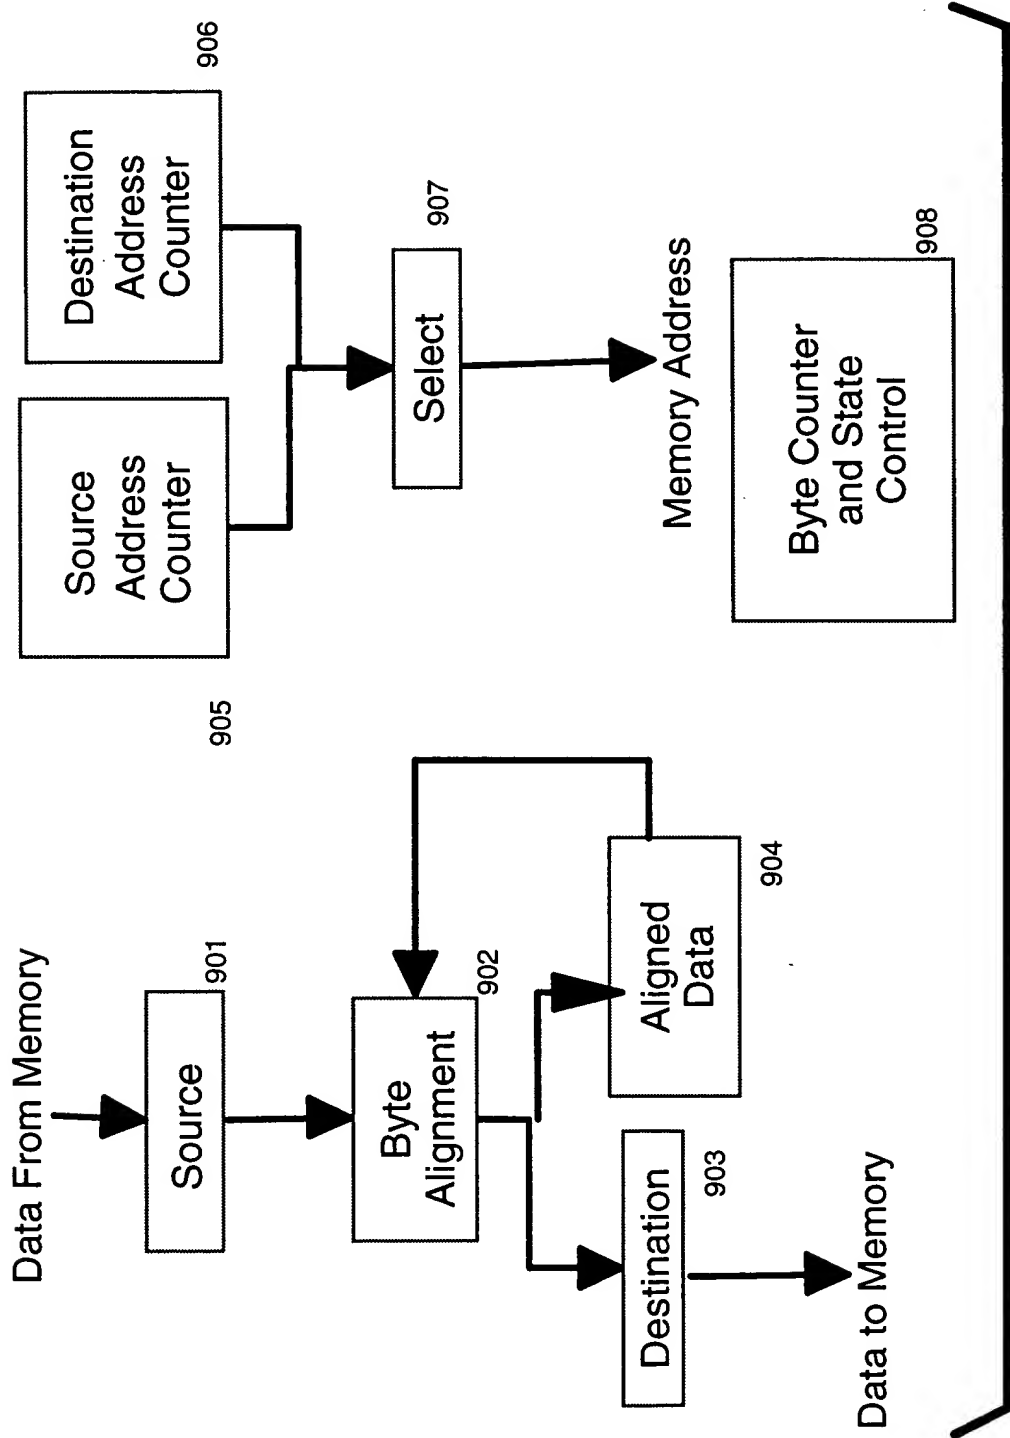 Data From Memory
Source
901
Byte
Alignment
902
Destination
903
Data to Memory
Aligned
Data
904
Source
Address
Counter
905
Destination
Address
Counter
906
Select
907
Memory Address
Byte Counter
and State
Control
908